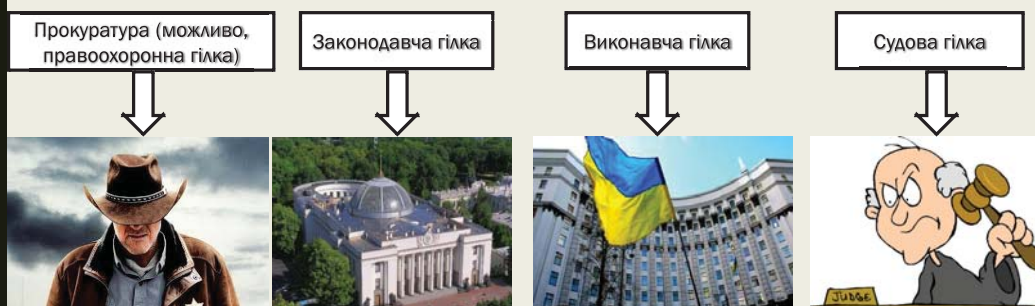 Прокуратура (можливо,
правоохоронна гілка)
Законодавча гілка
Виконавча гілка
Судова гілка
JUDGE